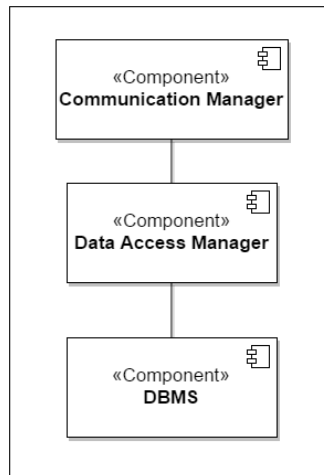 «Component»
Communication Manager
«Component»
Data Access Manager
«Component»
DBMS